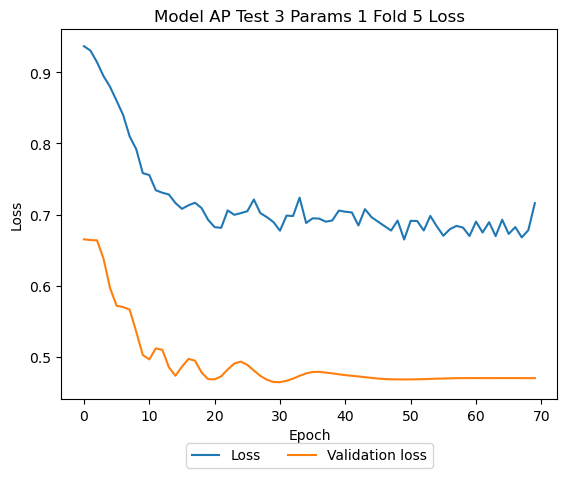 Model AP Test 3 Params 1 Fold 5 Loss
0.9
0.8
0.7
0.6
0.5
Loss
0 10 20 30 40 50 60 70
Epoch
Loss Validation loss